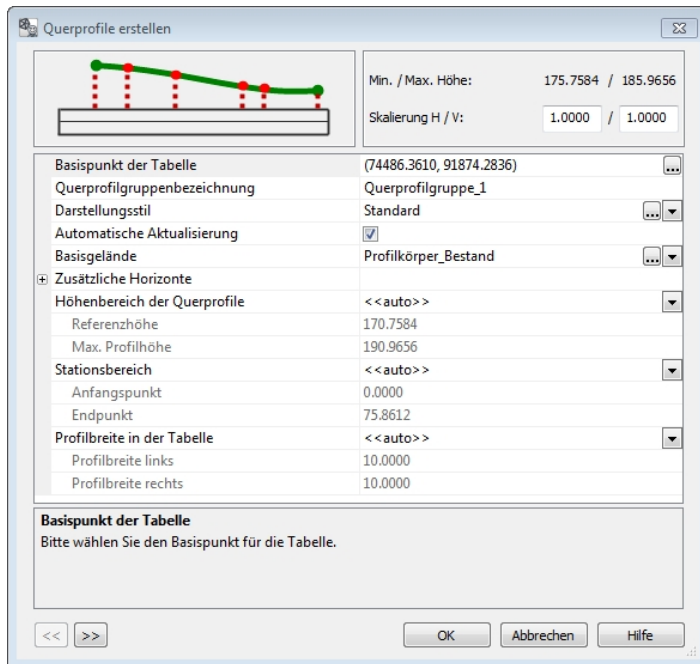 Querprofile erstellen
Min. / Max. Höhe: 175.7584 / 185.9656
Skalierung H / V: 1.0000 / 1.0000
Basispunkt der Tabelle (74486.3610, 91874.2836) ...
Querprofilgruppenbezeichnung Querprofilgruppe_1
Darstellungsstil Standard ...
Automatische Aktualisierung
Basisgelände Profilkörper_Bestand ...
Zusätzliche Horizonte
Höhenbereich der Querprofile <<auto>>
Referenzhöhe 170.7584
Max. Profilhöhe 190.9656
Stationsbereich <<auto>>
Anfangspunkt 0.0000
Endpunkt 75.8612
Profilbreite in der Tabelle <<auto>>
Profilbreite links 10.0000
Profilbreite rechts 10.0000
Basispunkt der Tabelle
Bitte wählen Sie den Basispunkt für die Tabelle.
<< >> OK Abbrechen Hilfe